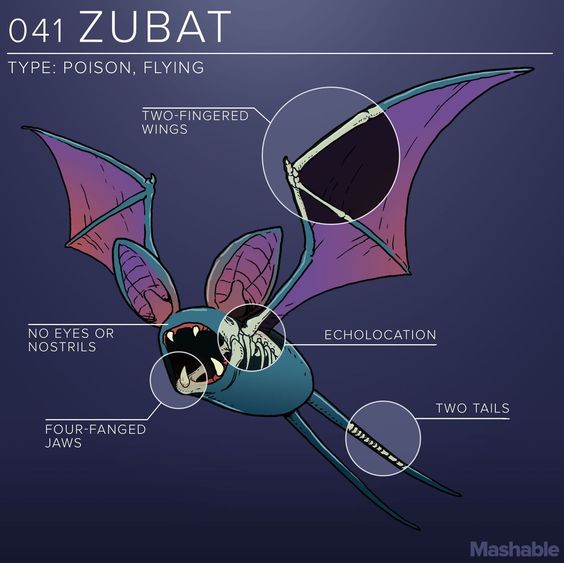 041 ZUBAT
TYPE: POISON, FLYING
TWO-FINGERED
WINGS
NO EYES OR
NOSTRILS
ECHOLOCATION
TWO TAILS
FOUR-FANGED
JAWS
Mashable